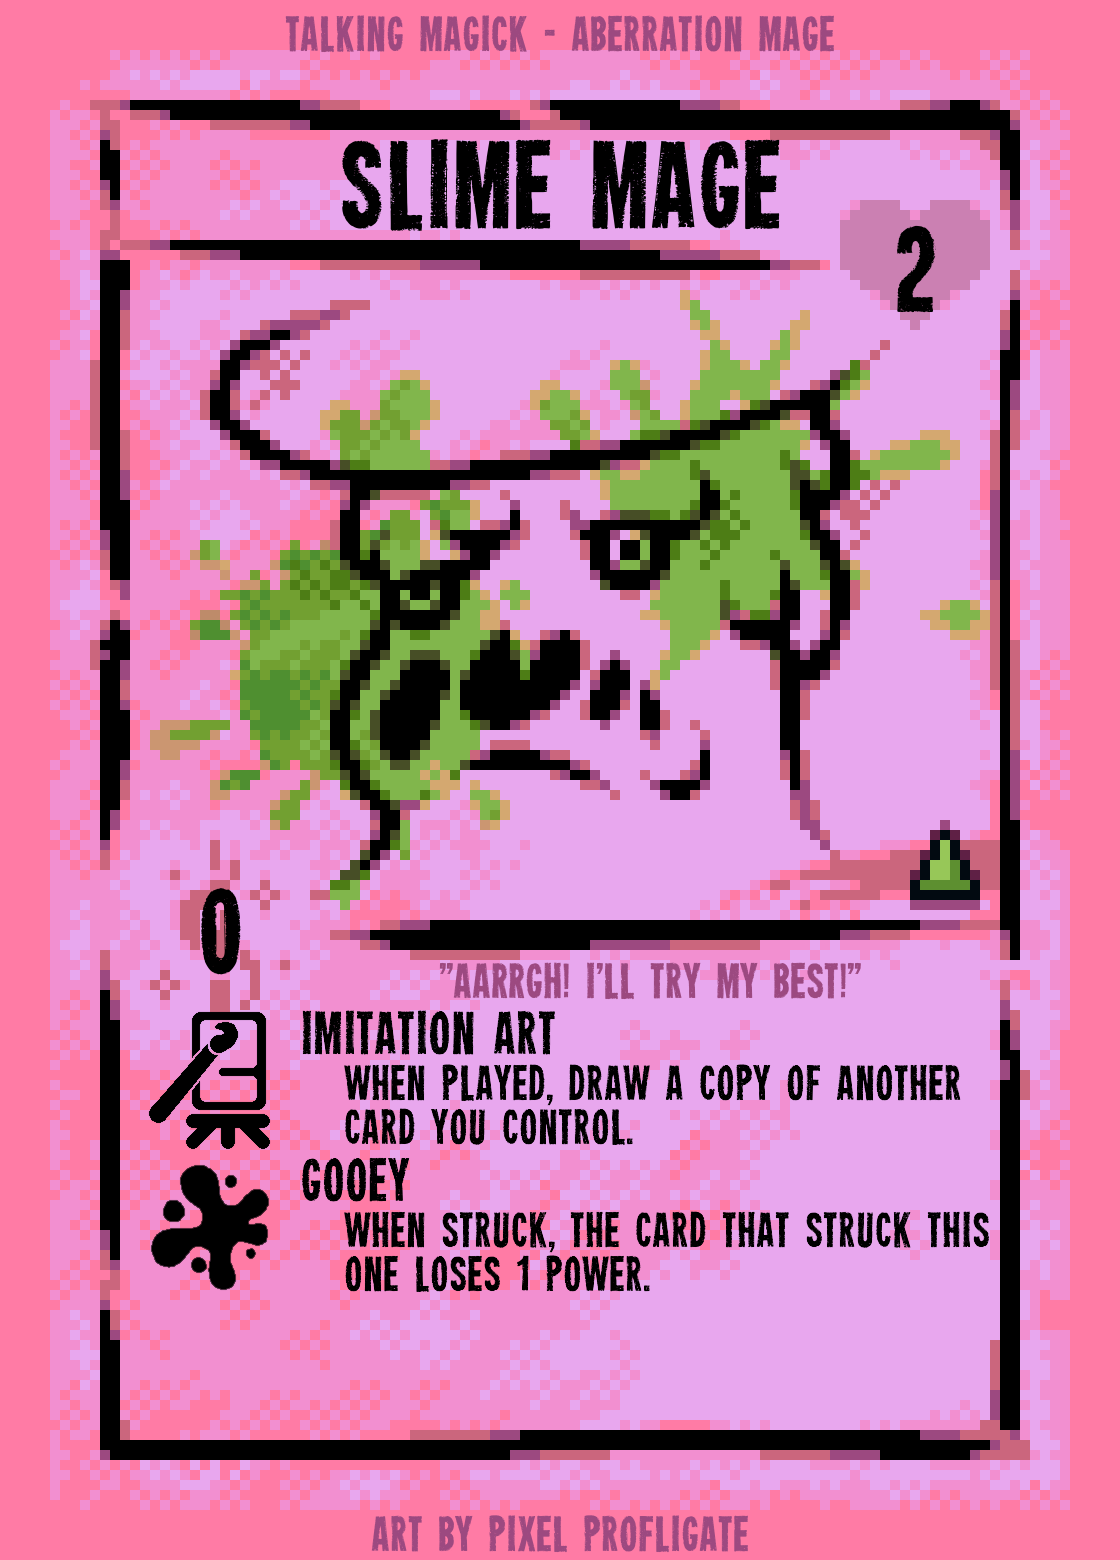 TALKING MAGICK - ABERRATION MAGE
SLIME MAGE
2
0
"AARRGH! I'LL TRY MY BEST!"
IMITATION ART
WHEN PLAYED, DRAW A COPY OF ANOTHER
CARD YOU CONTROL.
GOOEY
WHEN STRUCK, THE CARD THAT STRUCK THIS
ONE LOSES 1 POWER.
ART BY PIXEL PROFLIGATE